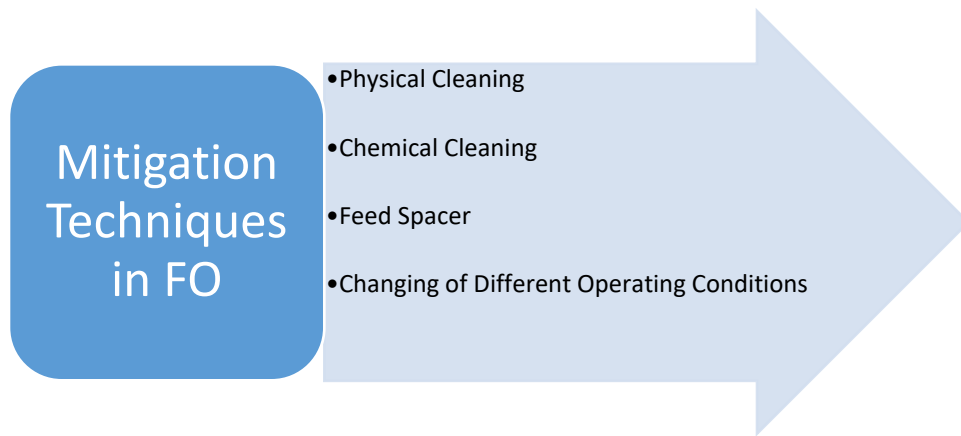 Mitigation
Techniques
in FO
•Physical Cleaning
•Chemical Cleaning
•Feed Spacer
•Changing of Different Operating Conditions